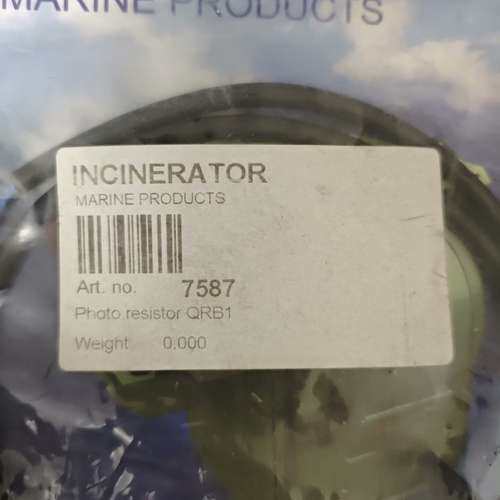 MARINE PRODUCTS
INCINERATOR
MARINE PRODUCTS
Art. no. 7587
Photo resistor QRB1
Weight 0.000